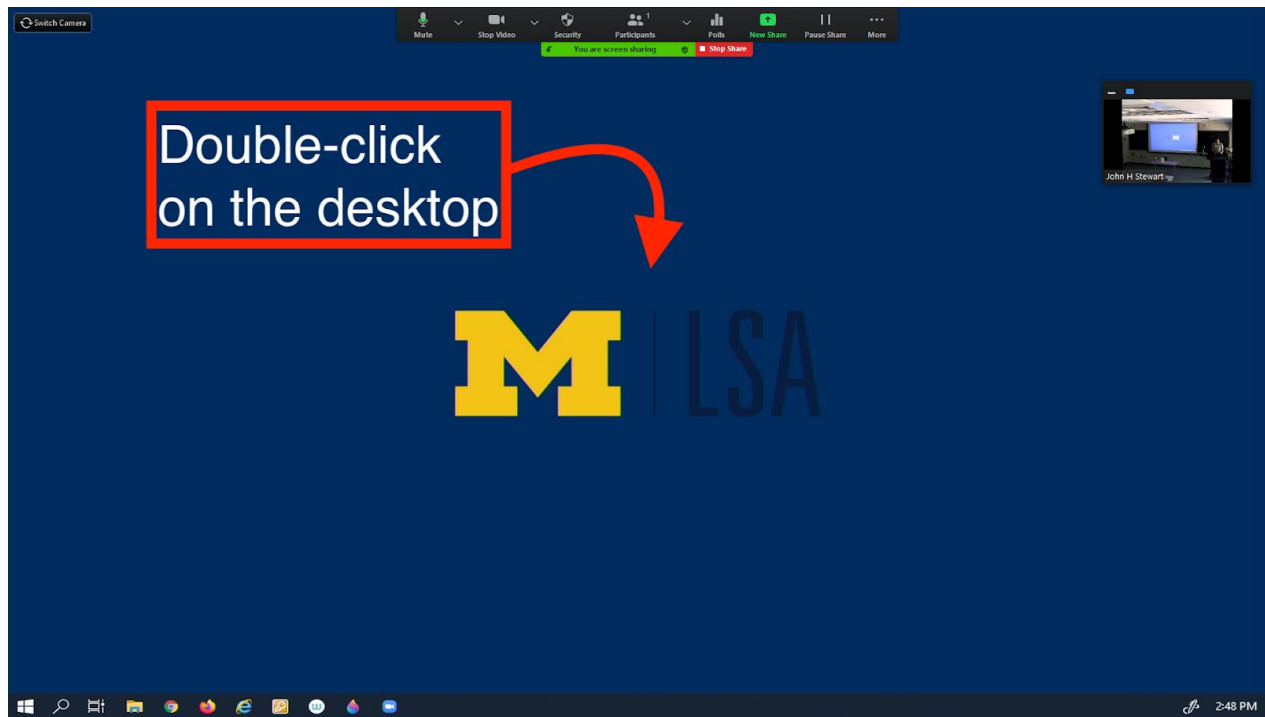 Switch Camera
Mute
Stop Video
Security
Participants
1
Polls
New Share
Pause Share
More
You are screen sharing
Stop Share
Double-click
on the desktop
John H Stewart
M LSA
2:48 PM